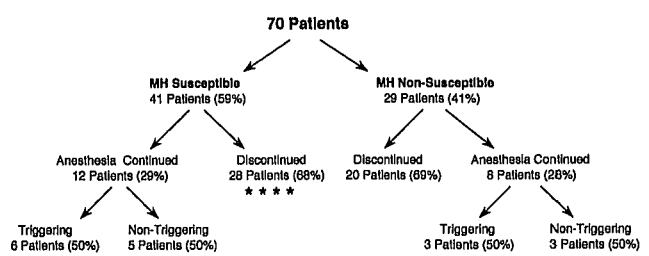 70 Patients
MH Susceptible
41 Patients (59%)
MH Non-Susceptible
29 Patients (41%)
Anesthesia Continued
12 Patients (29%)
Discontinued
28 Patients (68%)
★ ★ ★ ★
Discontinued
20 Patients (69%)
Anesthesia Continued
8 Patients (28%)
Triggering
6 Patients (50%)
Non-Triggering
5 Patients (50%)
Triggering
3 Patients (50%)
Non-Triggering
3 Patients (50%)